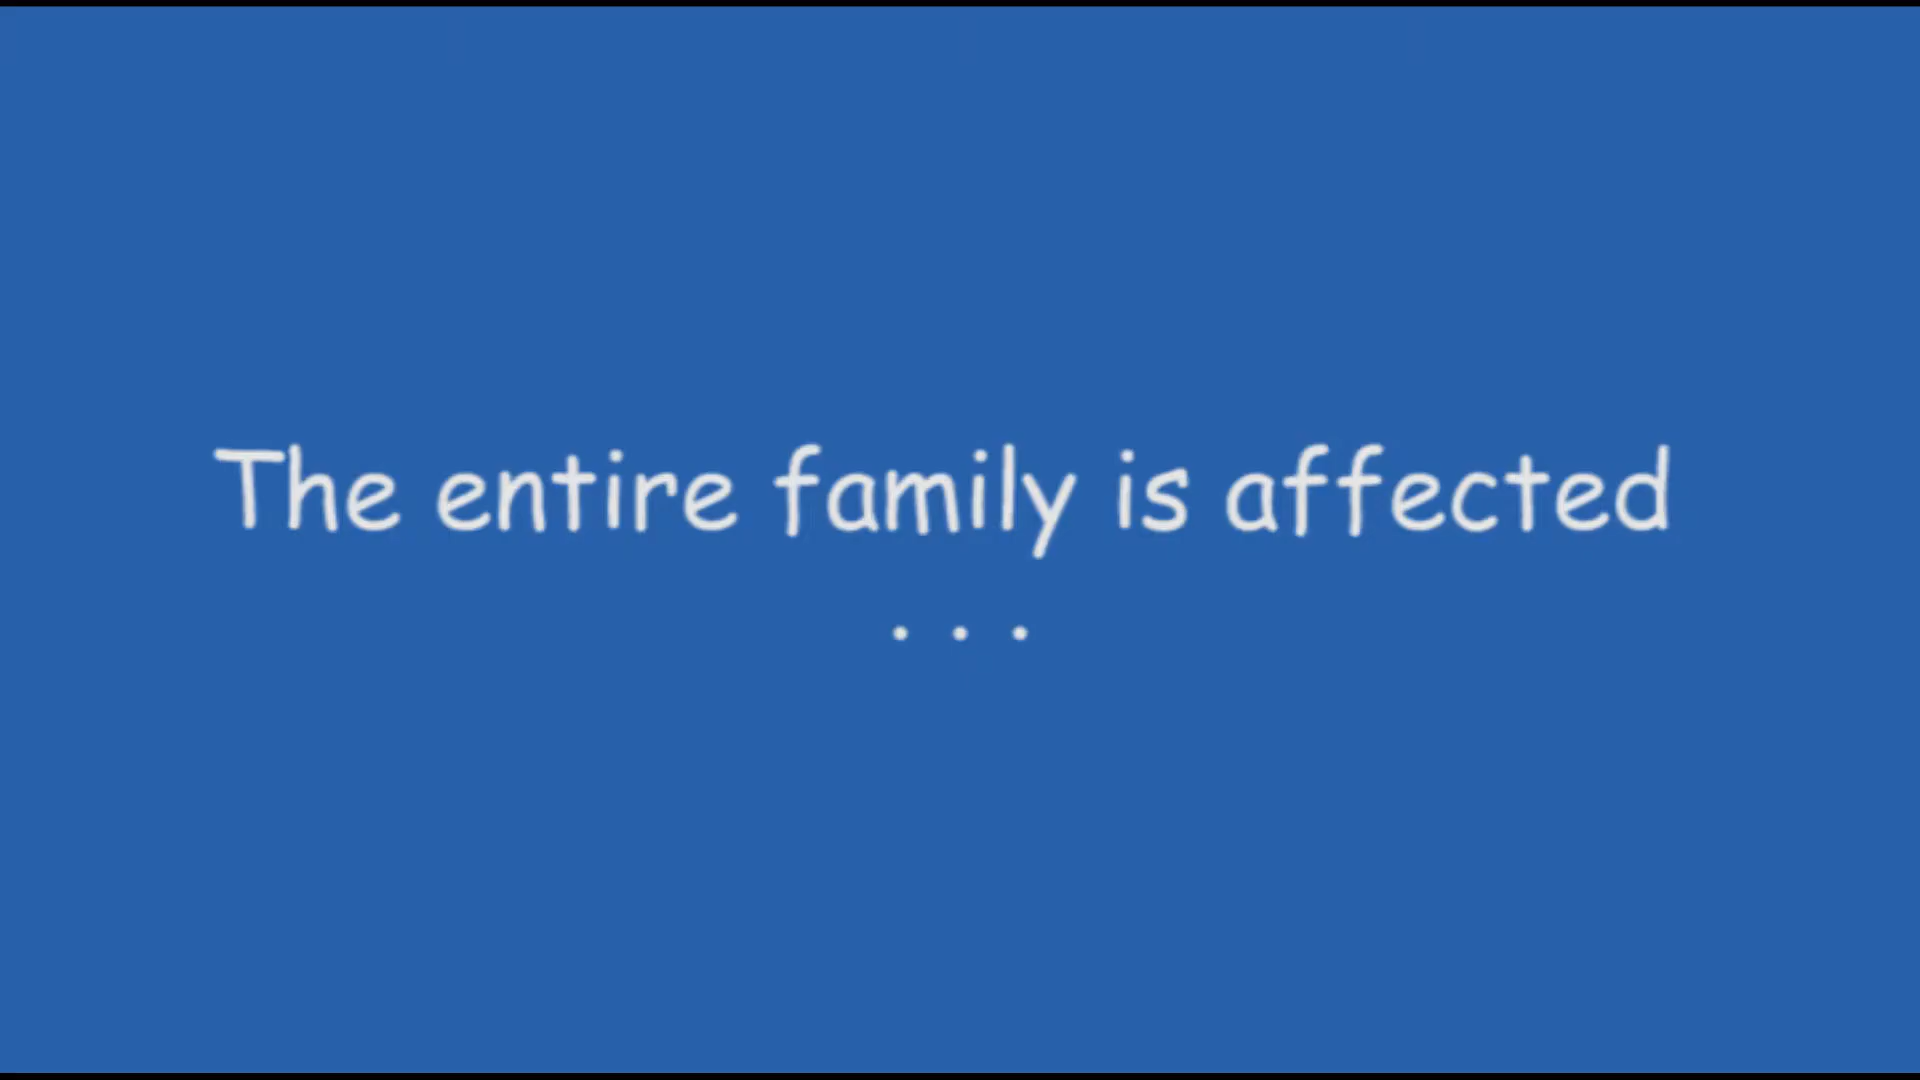 The entire family is affected
. . .